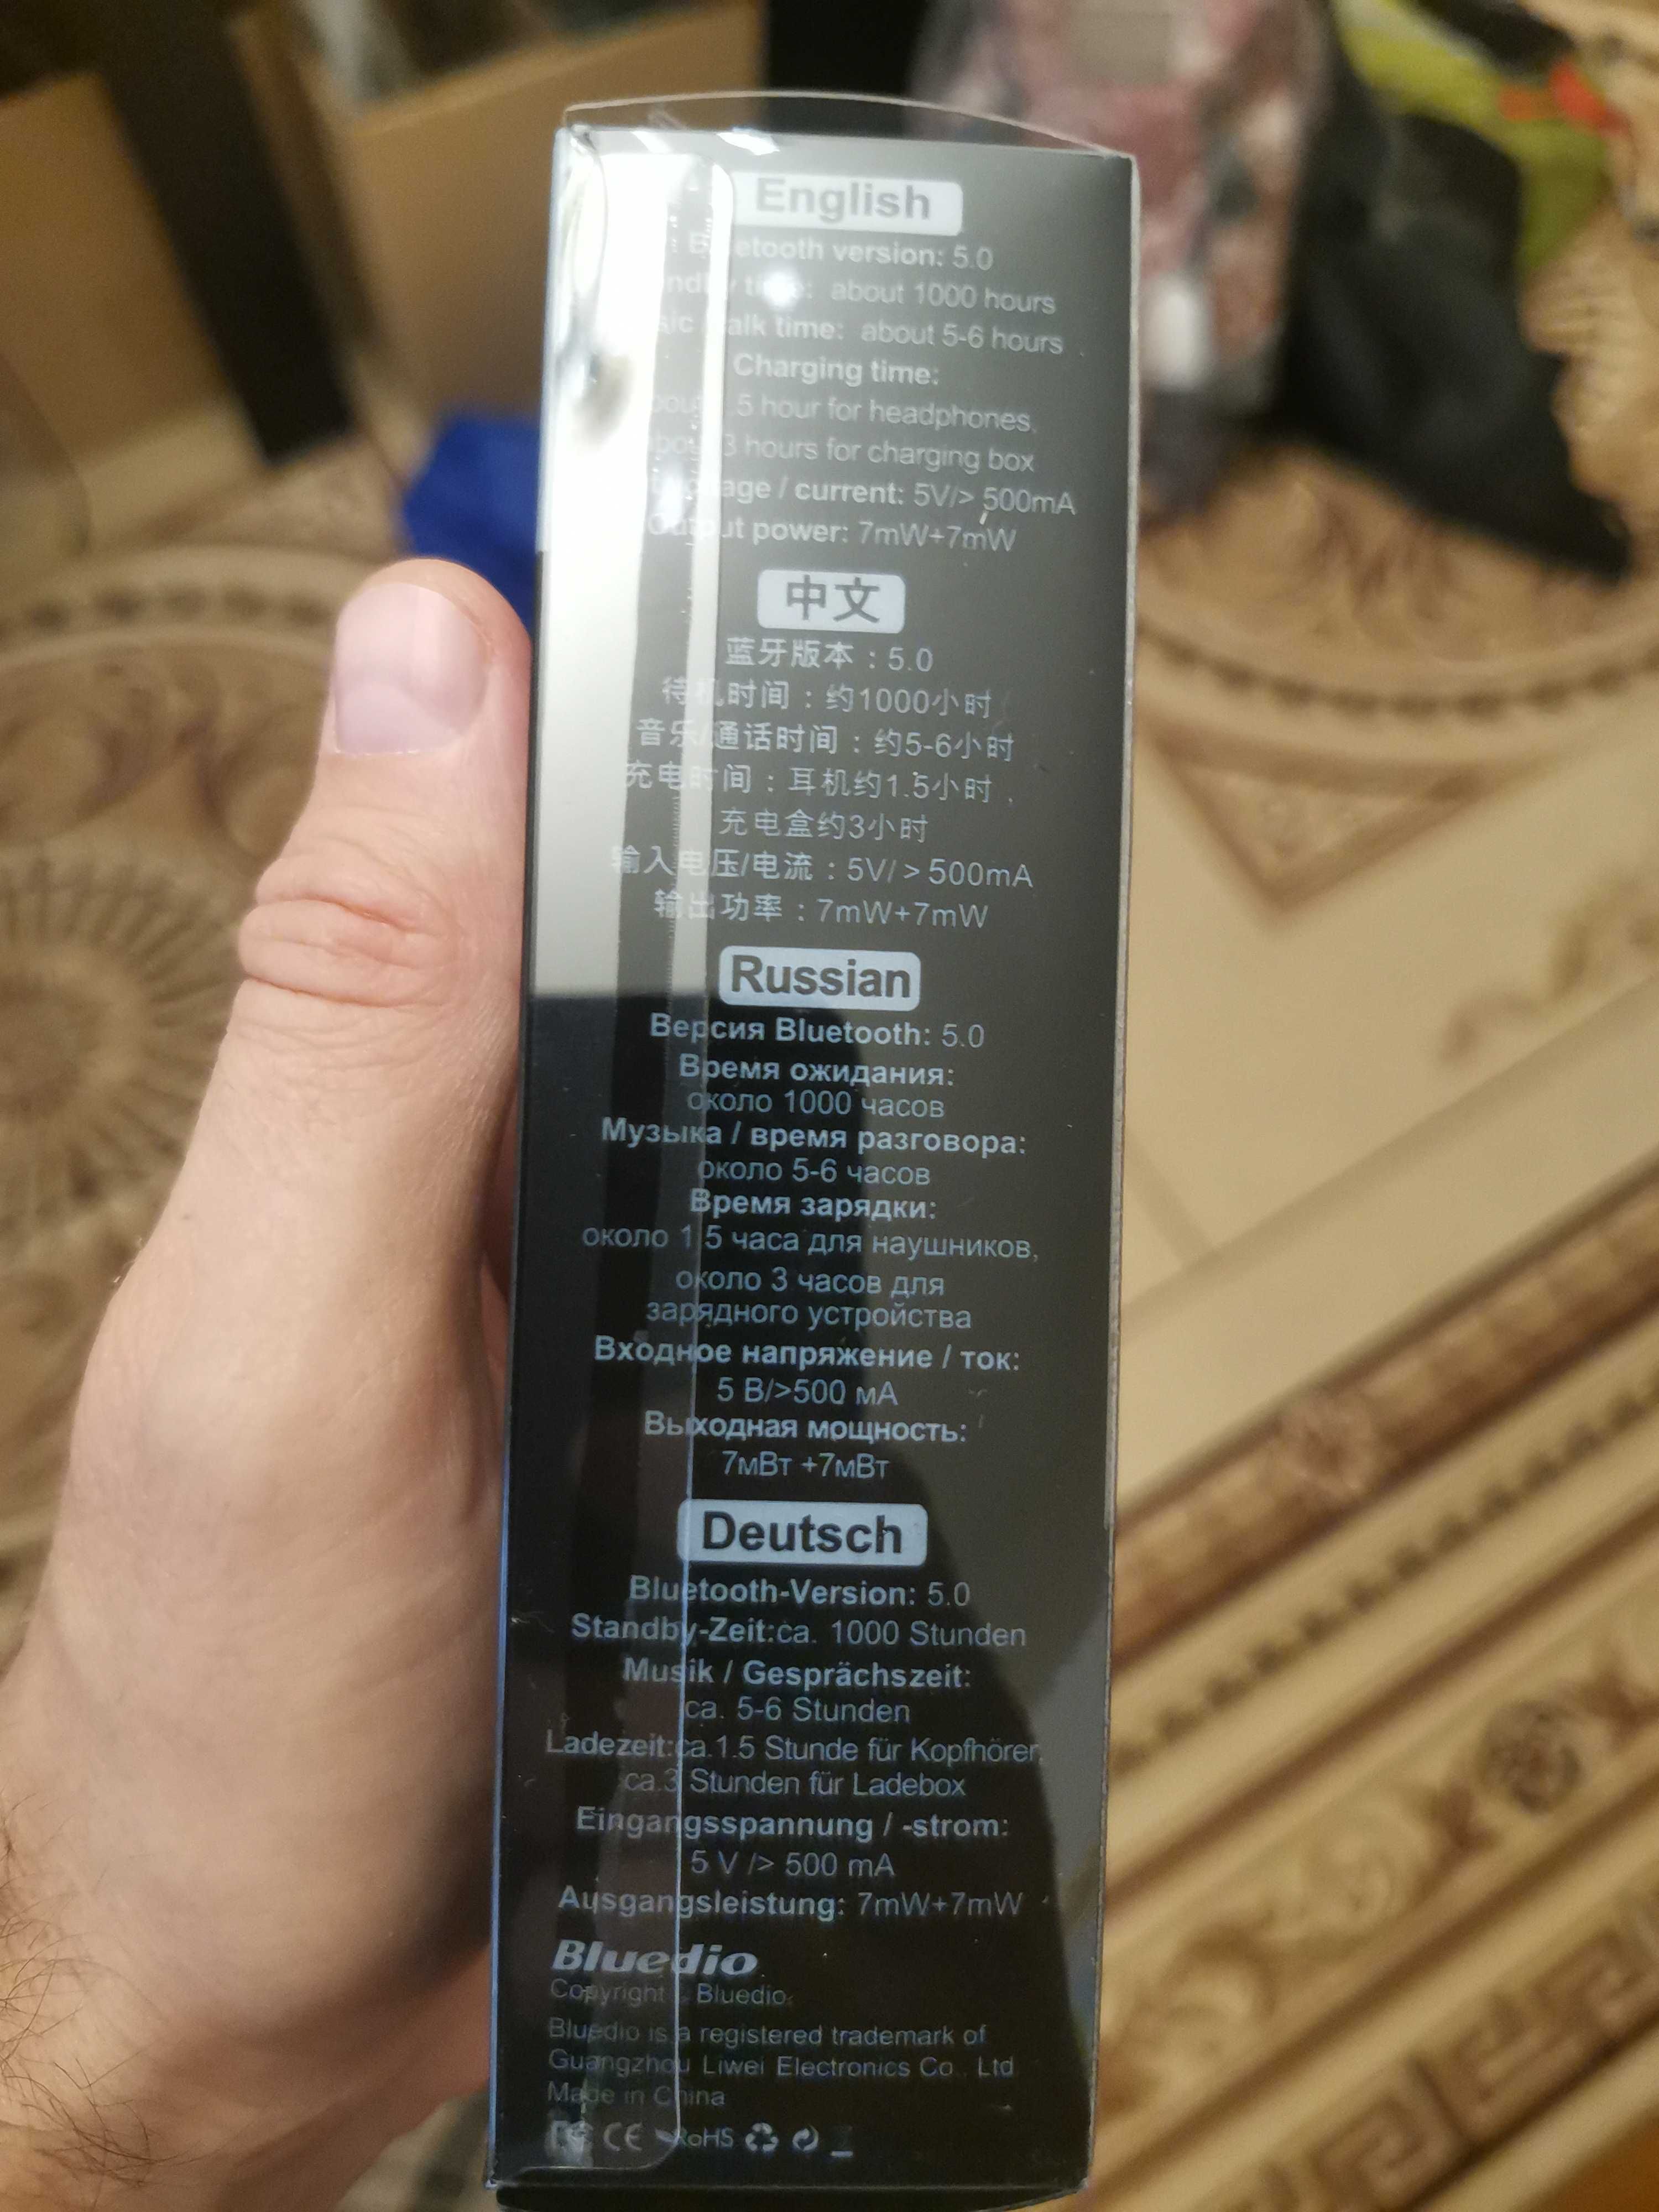 English
Bluetooth version: 5.0
time: about 1000 hours
talk time: about 5-6 hours
Charging time:
.5 hour for headphones,
3 hours for charging box
/ current: 5V/> 500mA
Output power: 7mW+7mW
中文
蓝牙版本：5.0
待机时间：约1000小时
音乐/通话时间：约5-6小时
充电时间：耳机约1.5小时，
充电盒约3小时
输入电压/电流：5V/ > 500mA
输出功率：7mW+7mW
Russian
Версия Bluetooth: 5.0
Время ожидания:
около 1000 часов
Музыка / время разговора:
около 5-6 часов
Время зарядки:
около 1.5 часа для наушников,
около 3 часов для
зарядного устройства
Входное напряжение / ток:
5 В/>500 мА
Выходная мощность:
7мВт +7мВт
Deutsch
Bluetooth-Version: 5.0
Standby-Zeit:ca. 1000 Stunden
Musik / Gesprächszeit:
ca. 5-6 Stunden
Ladezeit:ca.1.5 Stunde für Kopfhörer,
ca.3 Stunden für Ladebox
Eingangsspannung / -strom:
5 V /> 500 mA
Ausgangsleistung: 7mW+7mW
Bluedio
Copyright Bluedio.
Bluedio is a registered trademark of
Guangzhou Liwei Electronics Co., Ltd
Made in China
FC CE RoHS